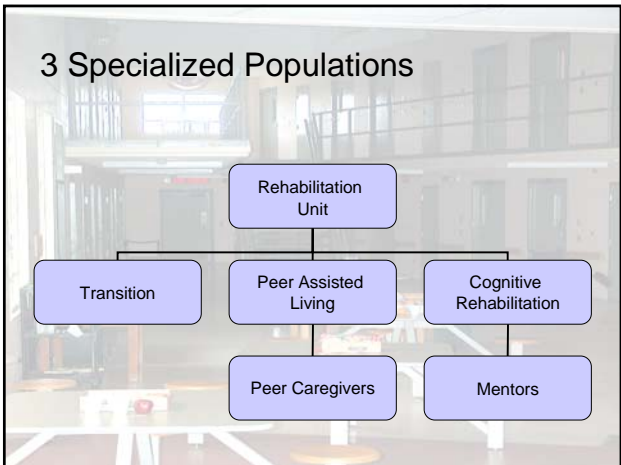 3 Specialized Populations
Rehabilitation
Unit
Transition
Peer Assisted
Living
Cognitive
Rehabilitation
Peer Caregivers
Mentors